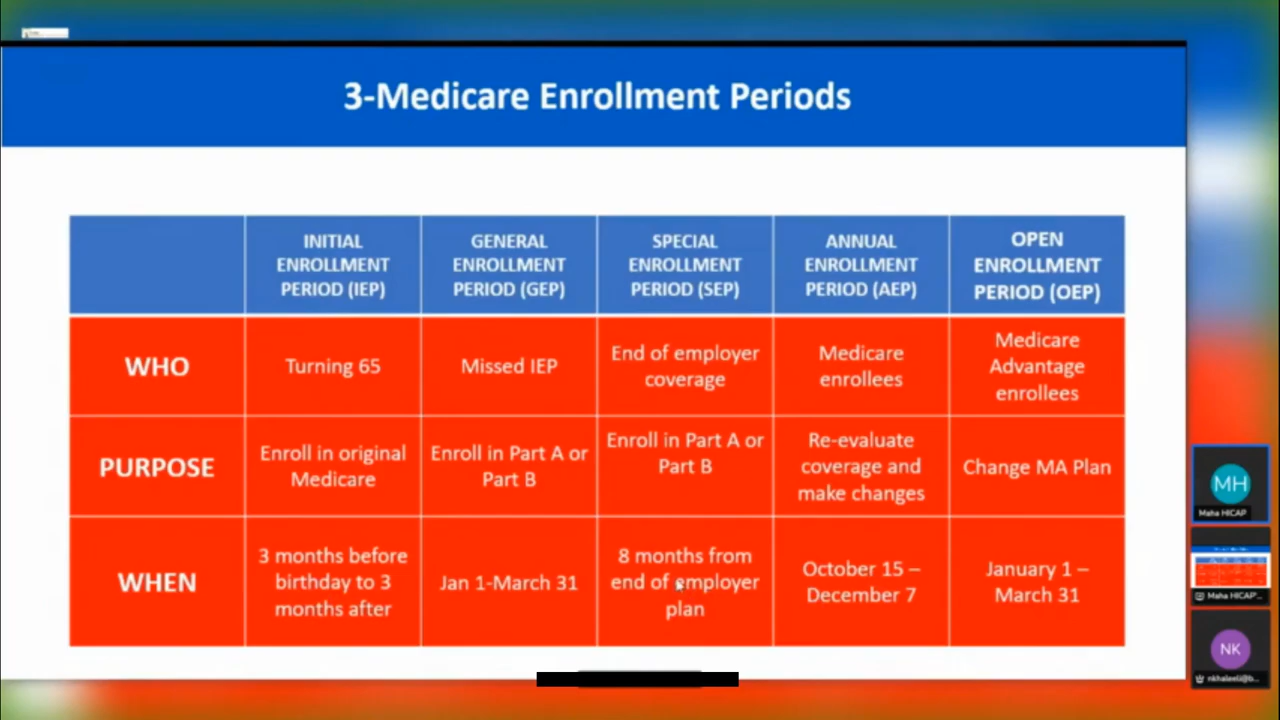 3-Medicare Enrollment Periods
INITIAL
ENROLLMENT
PERIOD (IEP)
GENERAL
ENROLLMENT
PERIOD (GEP)
SPECIAL
ENROLLMENT
PERIOD (SEP)
ANNUAL
ENROLLMENT
PERIOD (AEP)
OPEN
ENROLLMENT
PERIOD (OEP)
WHO
Turning 65
Missed IEP
End of employer
coverage
Medicare
enrollees
Medicare
Advantage
enrollees
PURPOSE
Enroll in original
Medicare
Enroll in Part A or
Part B
Enroll in Part A or
Part B
Re-evaluate
coverage and
make changes
Change MA Plan
WHEN
3 months before
birthday to 3
months after
Jan 1-March 31
8 months from
end of employer
plan
October 15 –
December 7
January 1 –
March 31
MH
Maha HICAP
Maha HICAP'...
NK